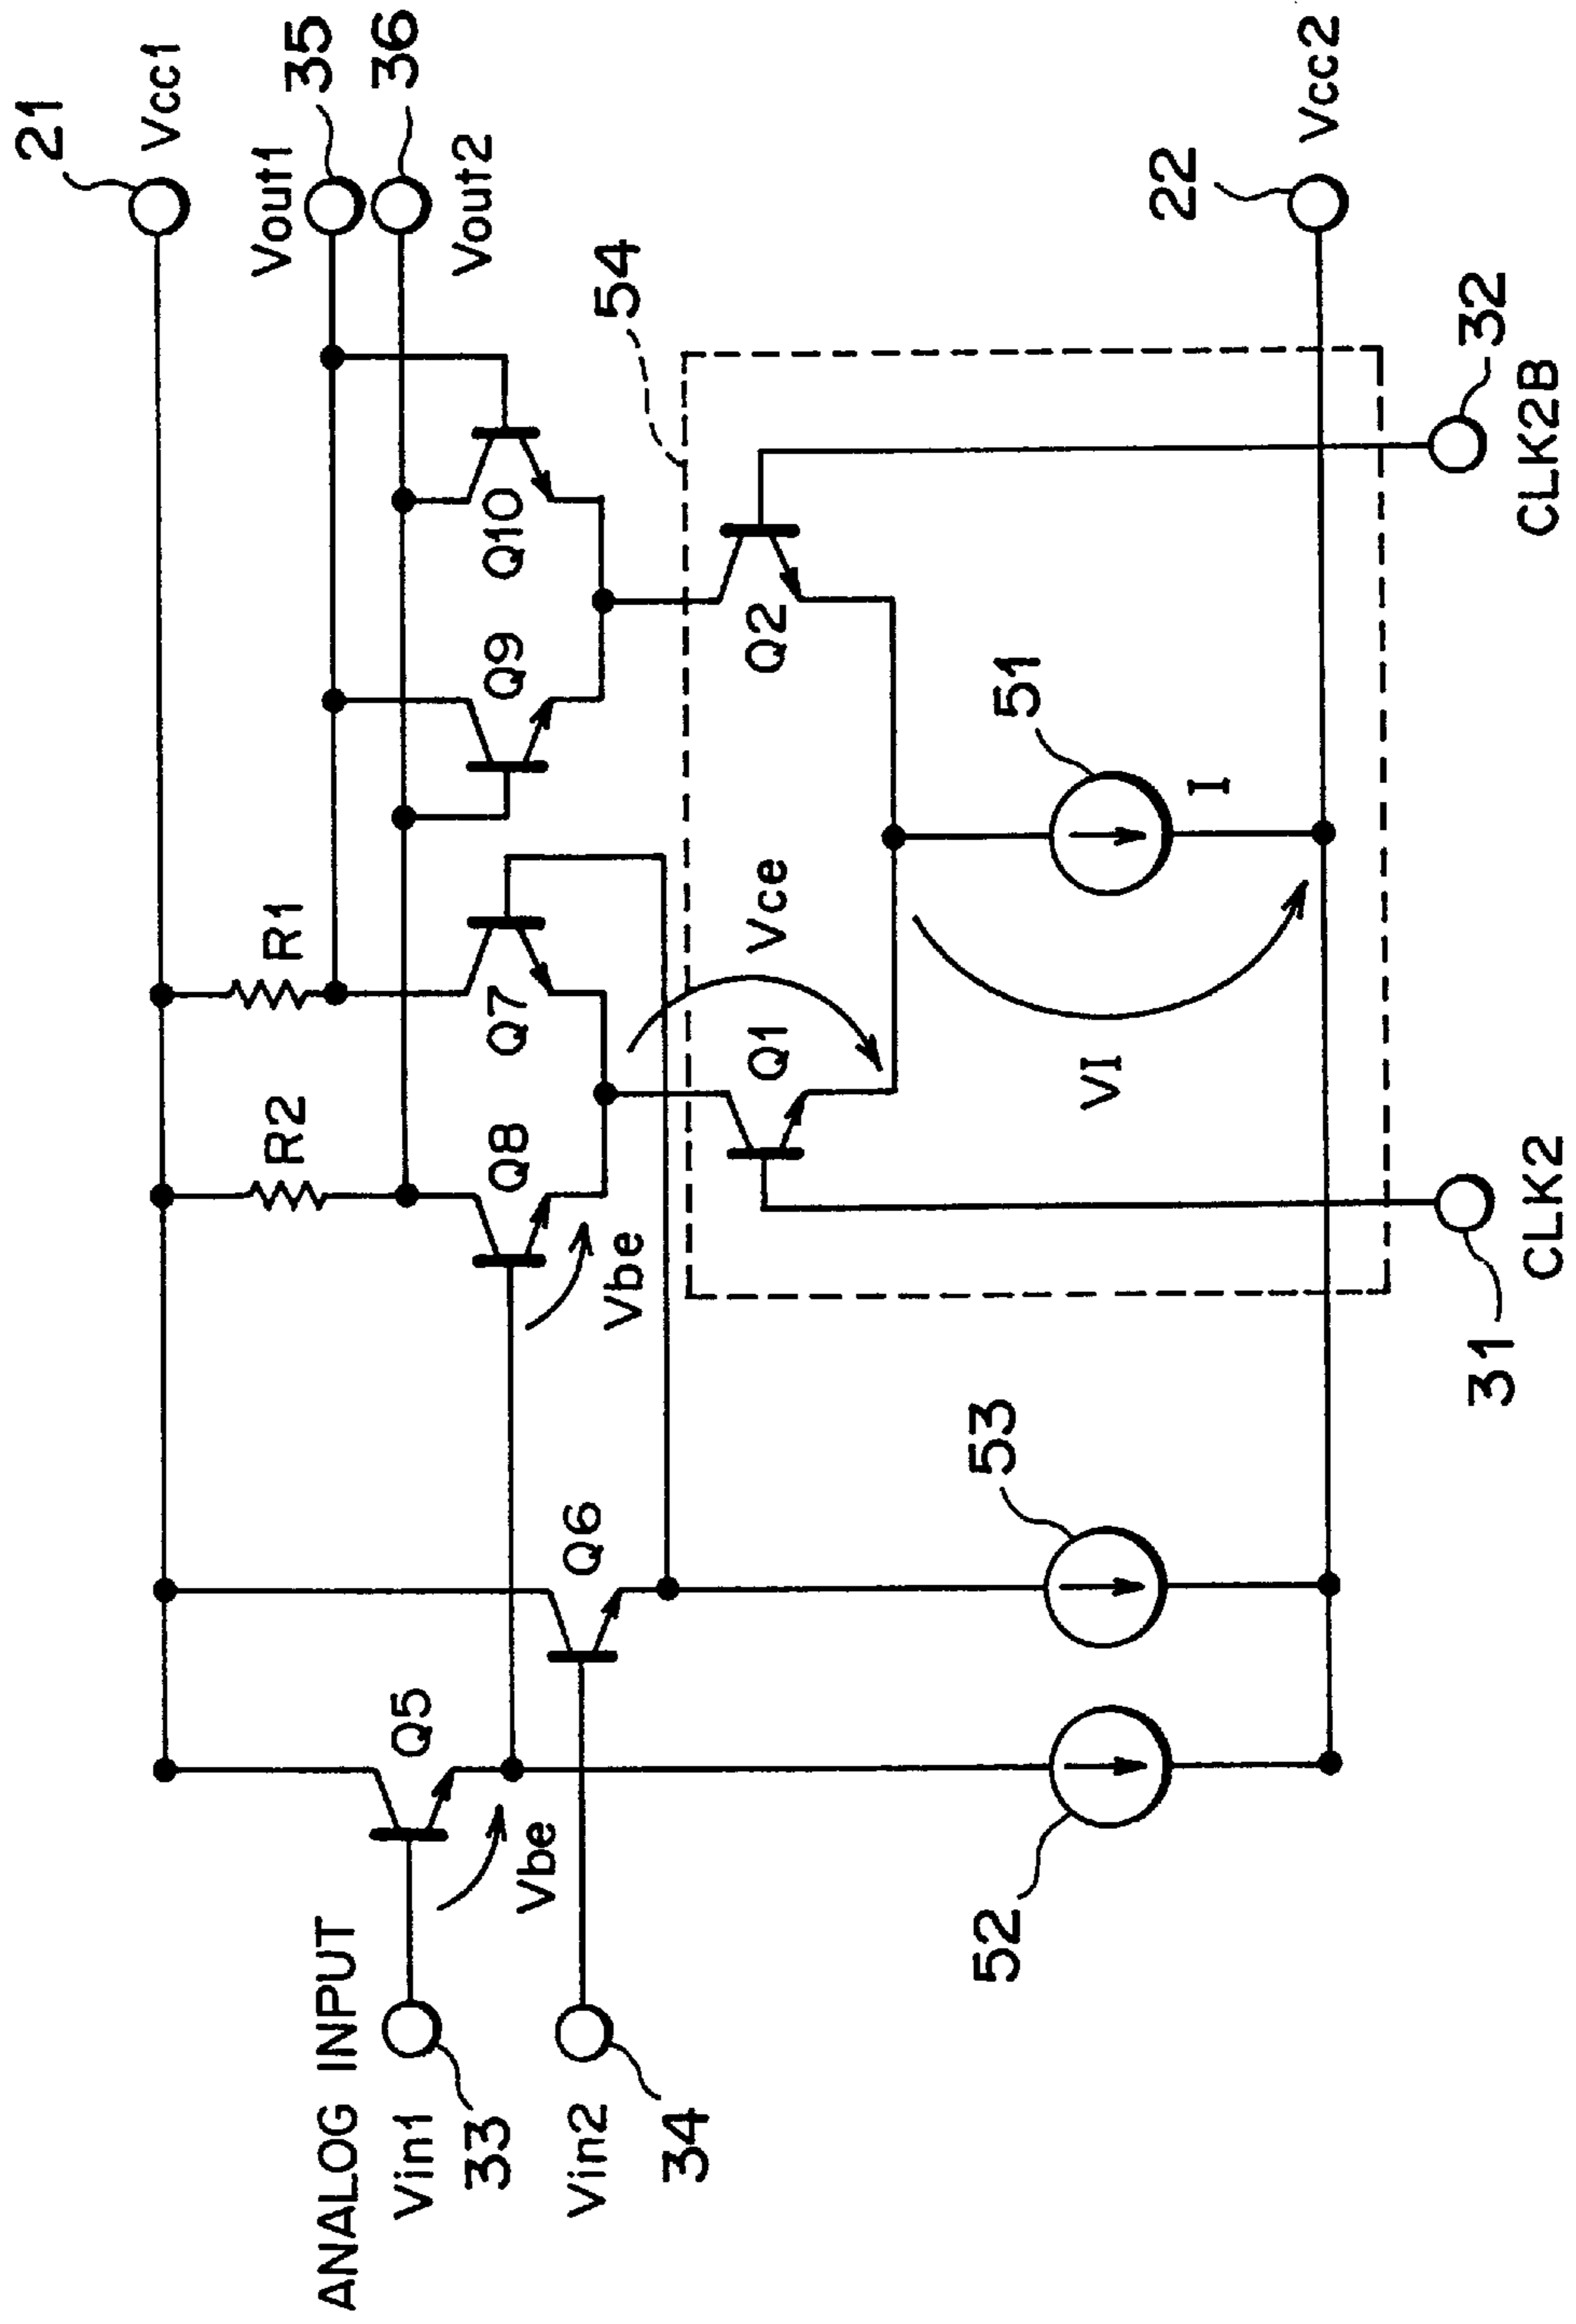 21
Vcc1
35
Vout1
36
Vout2
R1
R2
54
Q10
Q9
Q7
Q8
Vbe
Q5
Q6
Vbe
ANALOG INPUT
Vin1
33
Vin2
34
Q2
Vce
Q1
51
I
VI
53
52
22
Vcc2
32
CLK2B
31
CLK2